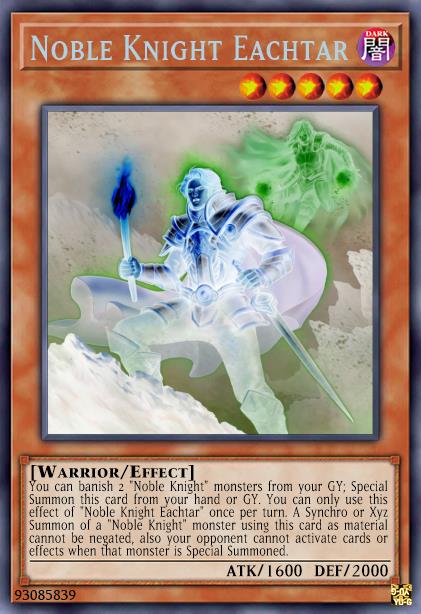 Noble Knight Eachtar
DARK
闇
[Warrior/Effect]
You can banish 2 "Noble Knight" monsters from your GY; Special
Summon this card from your hand or GY. You can only use this
effect of "Noble Knight Eachtar" once per turn. A Synchro or Xyz
Summon of a "Noble Knight" monster using this card as material
cannot be negated, also your opponent cannot activate cards or
effects when that monster is Special Summoned.
ATK/1600 DEF/2000
93085839